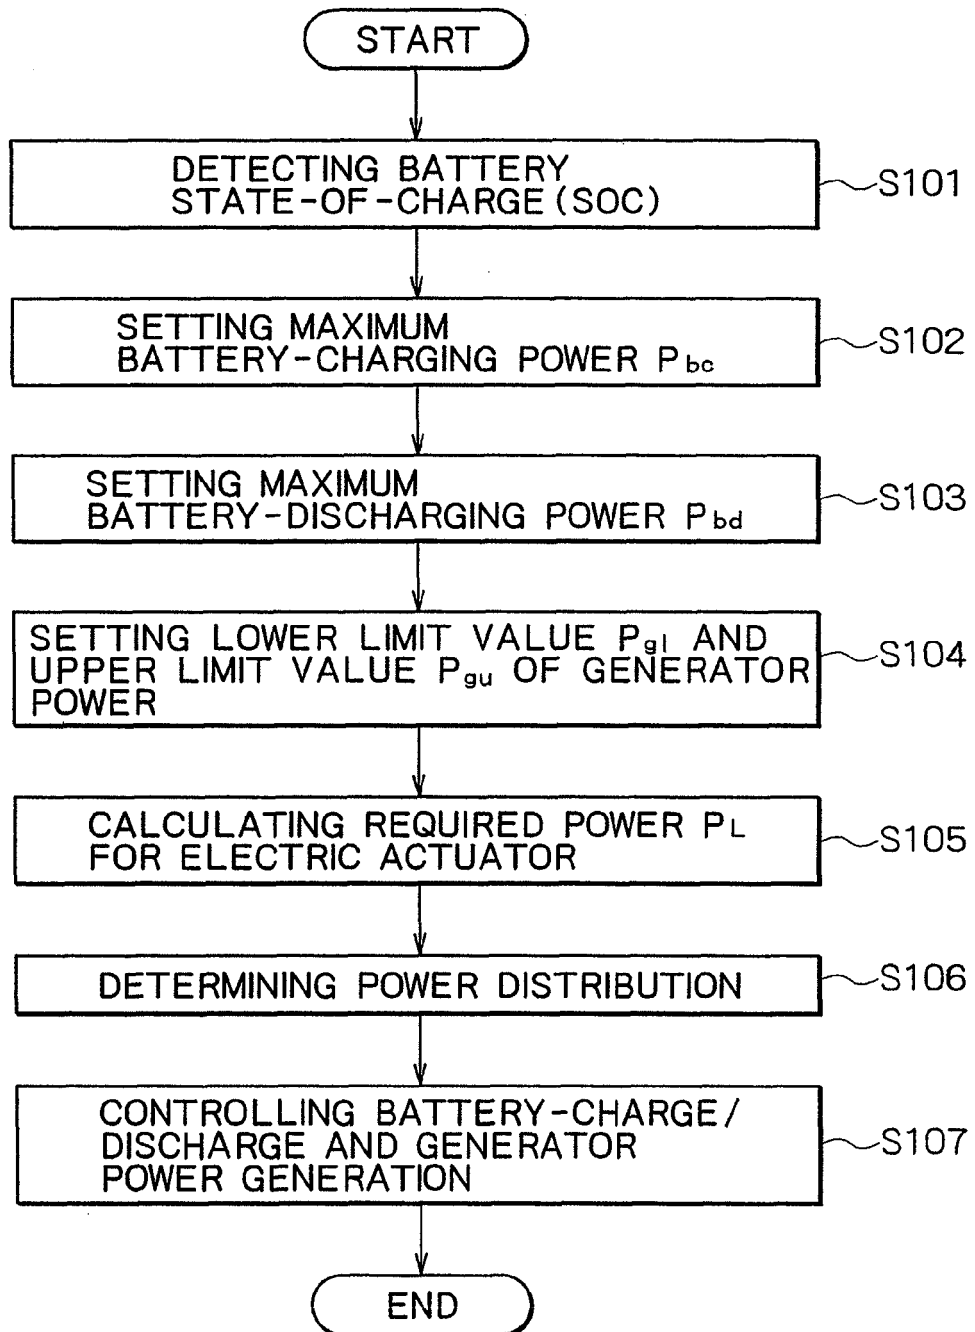 START
DETECTING BATTERY
STATE-OF-CHARGE(SOC)
S101
SETTING MAXIMUM
BATTERY-CHARGING POWER Pbc
S102
SETTING MAXIMUM
BATTERY-DISCHARGING POWER Pbd
S103
SETTING LOWER LIMIT VALUE Pgl AND
UPPER LIMIT VALUE Pgu OF GENERATOR
POWER
S104
CALCULATING REQUIRED POWER PL
FOR ELECTRIC ACTUATOR
S105
DETERMINING POWER DISTRIBUTION
S106
CONTROLLING BATTERY-CHARGE/
DISCHARGE AND GENERATOR
POWER GENERATION
S107
END